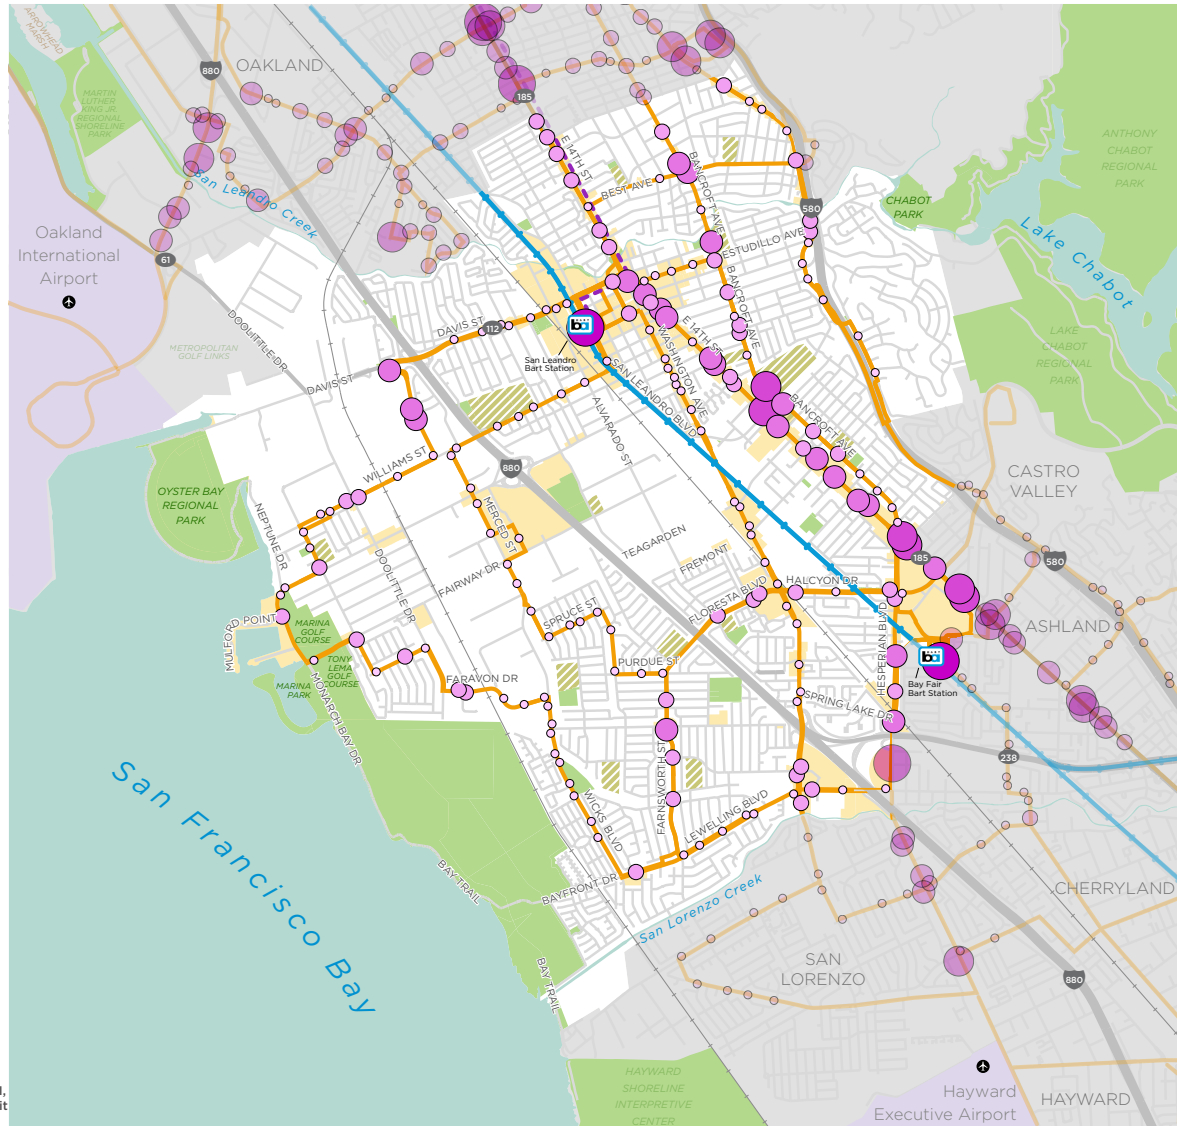 ARROWHEAD
MARSH
880
OAKLAND
185
MARTIN
LUTHER
KING JR.
REGIONAL
SHORELINE
PARK
ANTHONY
CHABOT
REGIONAL
PARK
E 14TH ST
BANCROFT AVE
BEST AVE
San Leandro Creek
580
CHABOT
PARK
Oakland
International
Airport
61
ESTUDILLO AVE
Lake Chabot
BANCROFT AVE
DOOLITTLE DR
DAVIS ST
112
E 14TH ST
WASHINGTON AVE
METROPOLITAN
GOLF LINKS
San Leandro
Bart Station
SAN LEANDRO BLVD
LAKE
CHABOT
REGIONAL
PARK
DAVIS ST
ALVARADO ST
BANCROFT AVE
WILLIAMS ST
880
CASTRO
VALLEY
OYSTER BAY
REGIONAL
PARK
NEPTUNE DR
MERCED ST
TEAGARDEN
FREMONT
185
580
DOOLITTLE DR
FAIRWAY DR
HALCYON DR
FLORESTA BLVD
SPRUCE ST
MULFORD POINT
MARINA
GOLF
COURSE
ASHLAND
HESPERIAN BLVD
TONY
LEMA
GOLF
COURSE
PURDUE ST
FARAVON DR
MARINA
PARK
MONARCH BAY DR
Bay Fair
Bart Station
SPRING LAKE DR
238
FARNSWORTH ST
WICKS BLVD
LEWELLING BLVD
San Francisco Bay
BAY TRAIL
BAYFRONT DR
San Lorenzo Creek
CHERRYLAND
SAN
LORENZO
BAY TRAIL
880
HAYWARD
SHORELINE
INTERPRETIVE
CENTER
Hayward
Executive Airport
HAYWARD
it